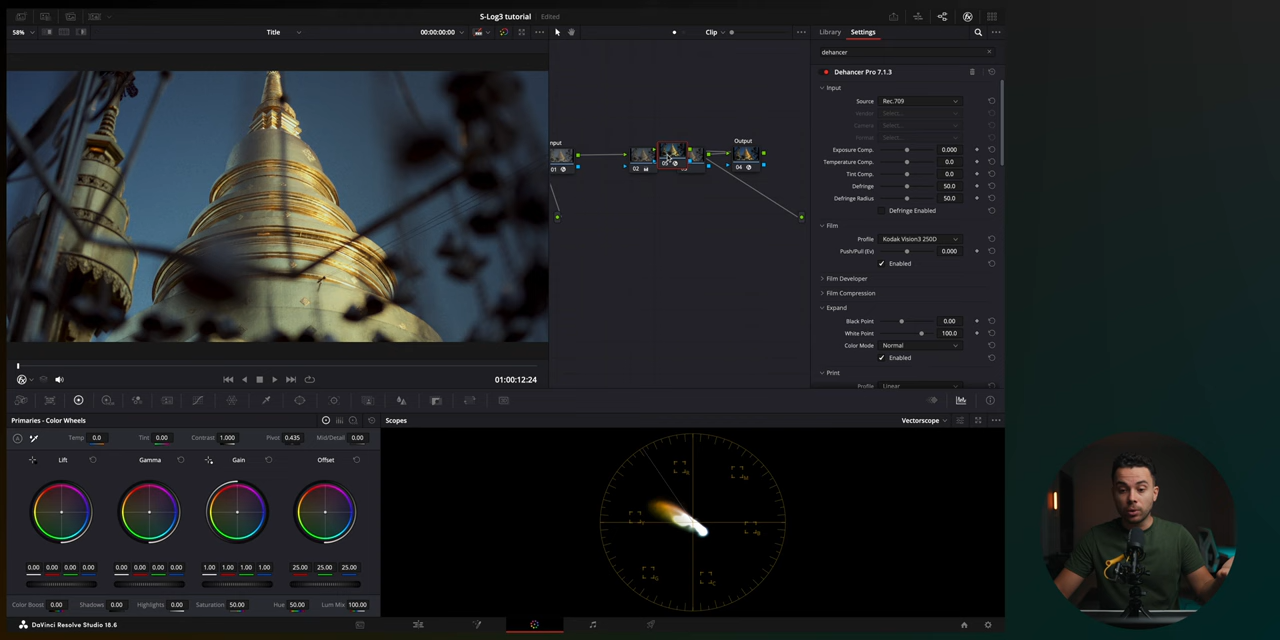 S-Log3 tutorial Edited
58% Title 00:00:00:00 Clip Library Settings
dehancer
Dehancer Pro 7.1.3
Input
Source Rec.709
Render Select...
Camera Select...
Format Select...
Exposure Comp. 0.000
Temperature Comp. 0.0
Tint Comp. 0.0
Defringe 50.0
Defringe Radius 50.0
Defringe Enabled
Film
Profile Kodak Vision3 250D
Push/Pull (Ev) 0.000
Enabled
Film Developer
Film Compression
Expand
Black Point 0.00
White Point 100.0
Color Mode Normal
Enabled
Print
Profile Linear
nput
01
02
05
Output
04
01:00:12:24
Primaries - Color Wheels
Temp 0.0 Tint 0.00 Contrast 1.000 Pivot 0.435 Mid/Detail 0.00
Lift Gamma Gain Offset
0.00 0.00 0.00 0.00 0.00 0.00 0.00 0.00 1.00 1.00 1.00 1.00 25.00 25.00 25.00
Color Boost 0.00 Shadows 0.00 Highlights 0.00 Saturation 50.00 Hue 50.00 Lum Mix 100.00
Scopes Vectorscope
DaVinci Resolve Studio 18.6